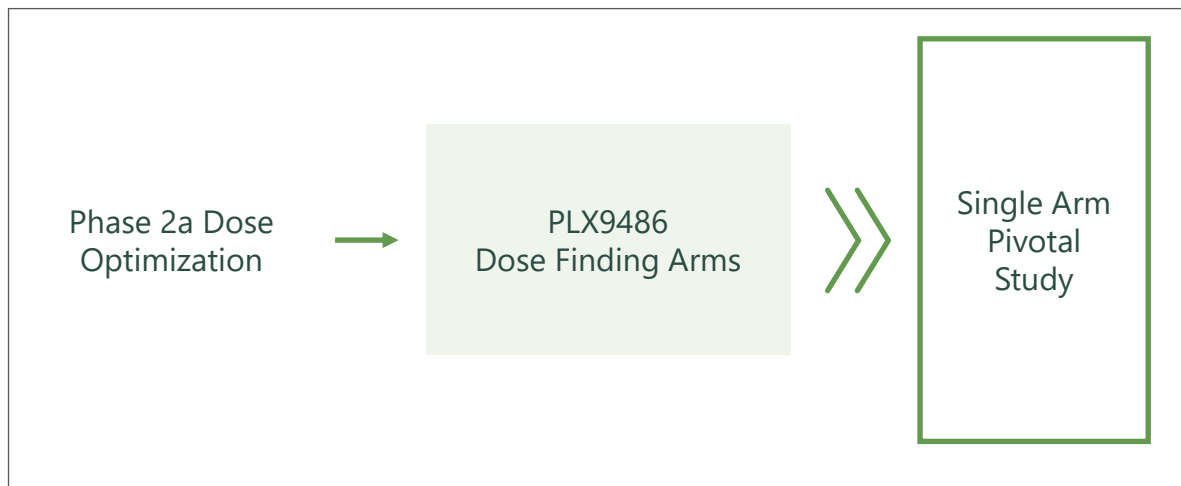 Phase 2a Dose
Optimization
PLX9486
Dose Finding Arms
Single Arm
Pivotal
Study